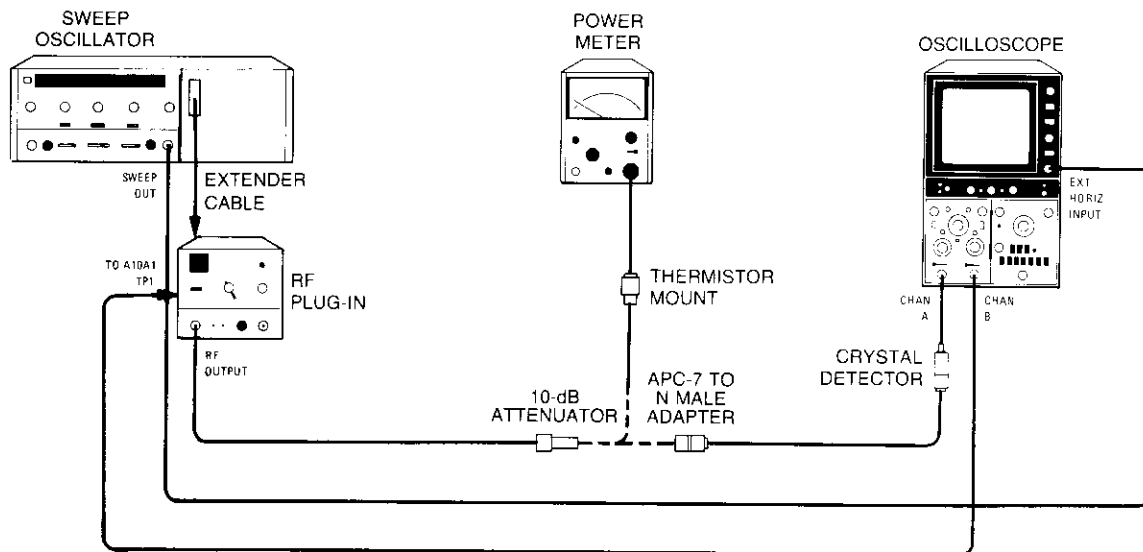 SWEEP
OSCILLATOR
POWER
METER
OSCILLOSCOPE
SWEEP
OUT
EXTENDER
CABLE
EXT
HORIZ
INPUT
TO A10A1
TP1
RF
PLUG-IN
THERMISTOR
MOUNT
CHAN
A
CHAN
B
RF
OUTPUT
CRYSTAL
DETECTOR
10-dB
ATTENUATOR
APC-7 TO
N MALE
ADAPTER